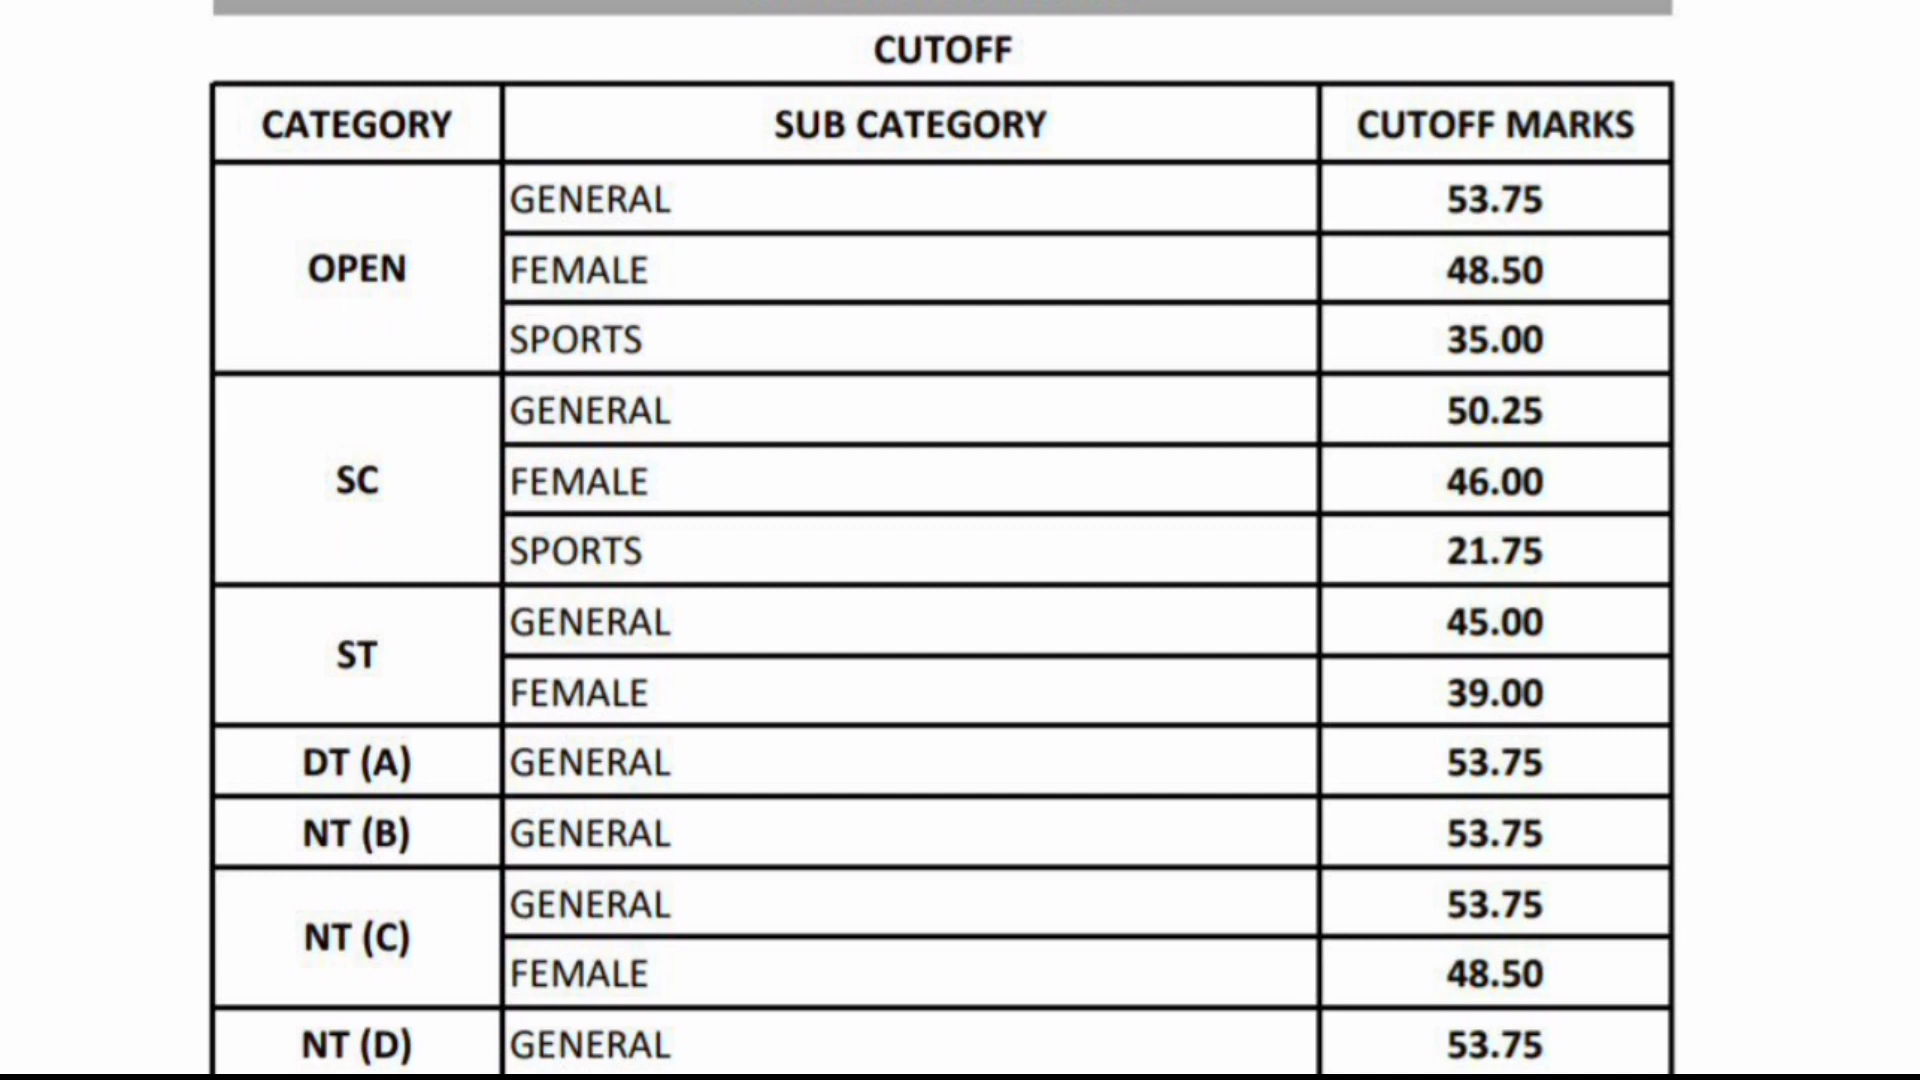 CUTOFF
CATEGORY SUB CATEGORY CUTOFF MARKS
OPEN GENERAL 53.75
FEMALE 48.50
SPORTS 35.00
SC GENERAL 50.25
FEMALE 46.00
SPORTS 21.75
ST GENERAL 45.00
FEMALE 39.00
DT (A) GENERAL 53.75
NT (B) GENERAL 53.75
NT (C) GENERAL 53.75
FEMALE 48.50
NT (D) GENERAL 53.75